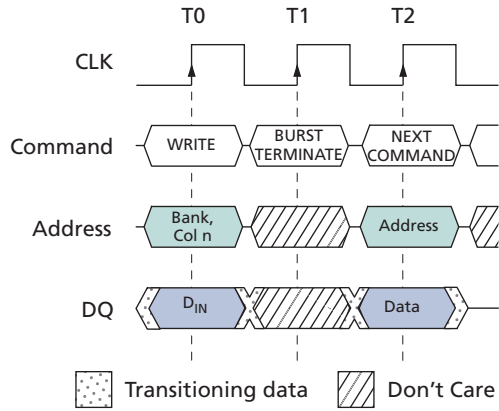 T0 T1 T2
CLK
Command WRITE BURST TERMINATE NEXT COMMAND
Address Bank, Col n Address
DQ DIN Data
Transitioning data Don't Care